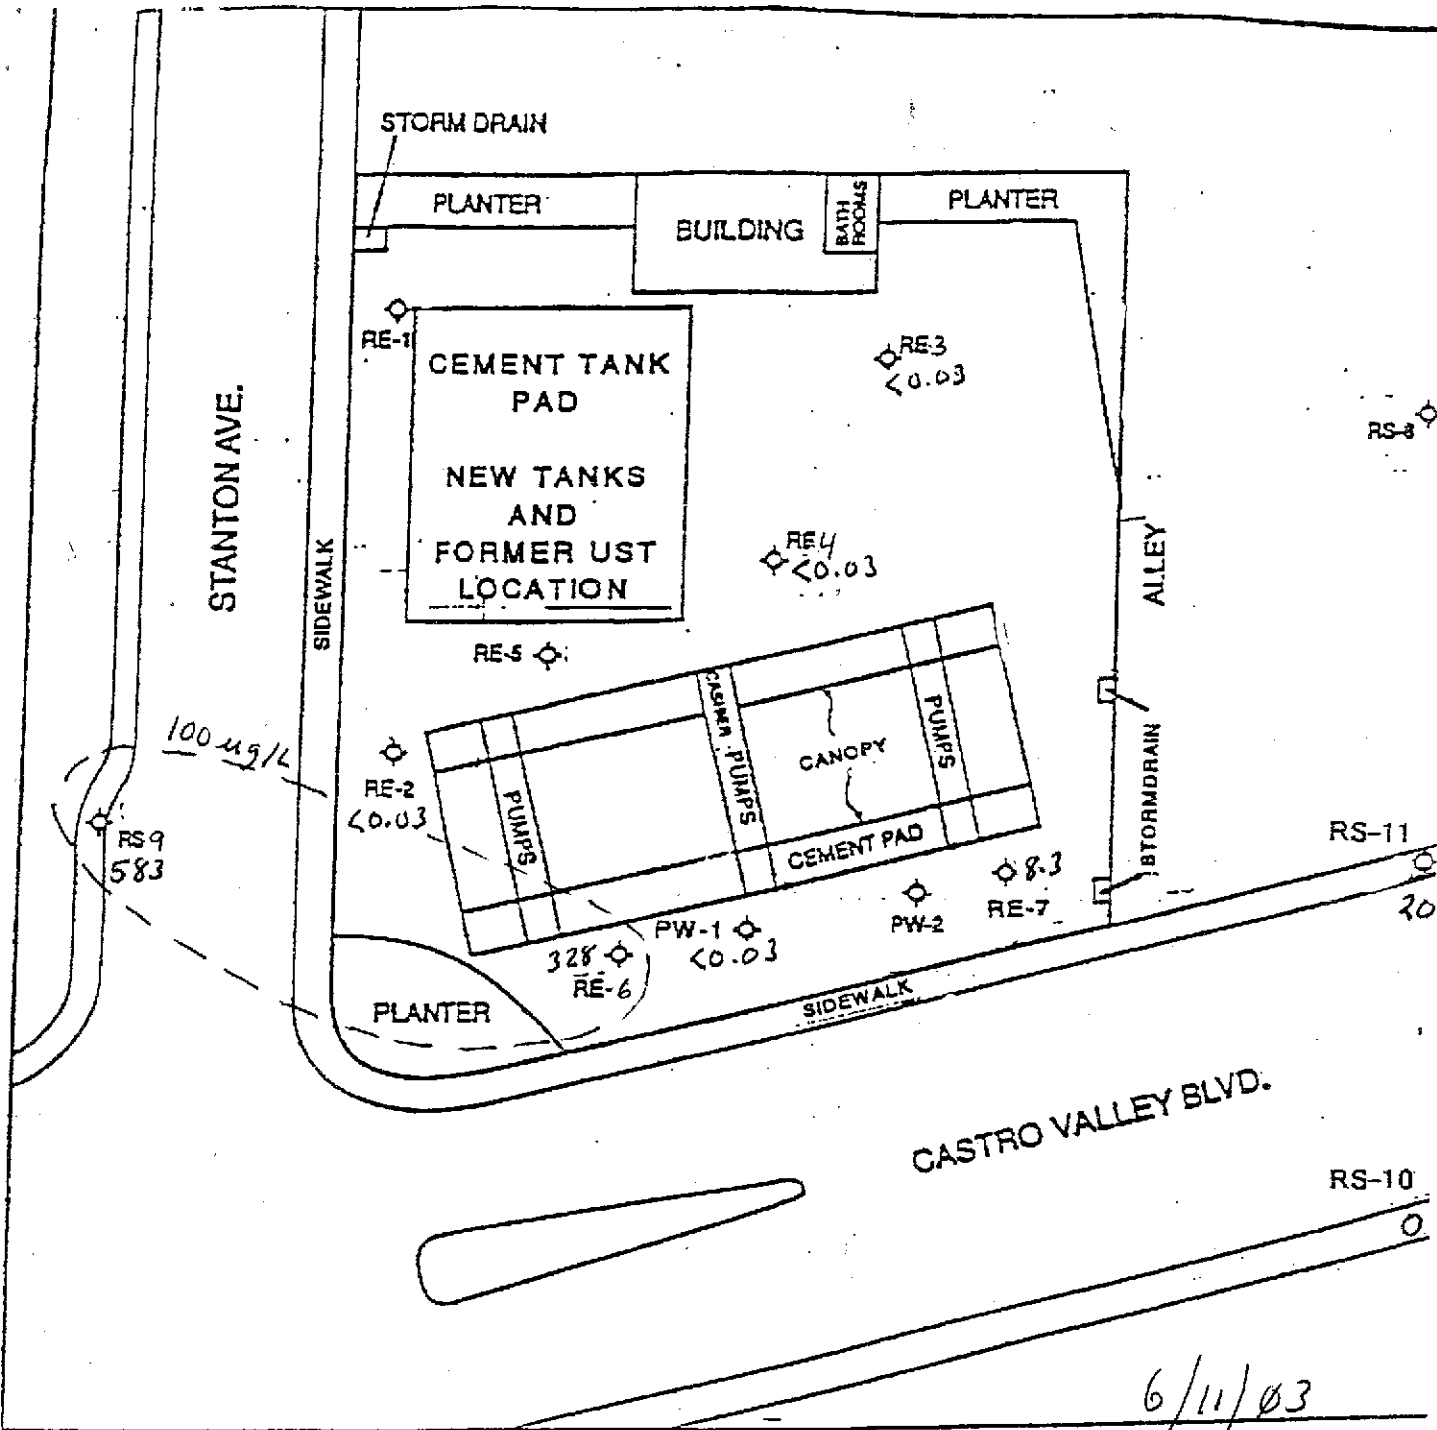 STORM DRAIN
PLANTER
BUILDING
BATH
ROOMS
PLANTER
RE-1
CEMENT TANK
PAD
NEW TANKS
AND
FORMER UST
LOCATION
RE-3
<0.03
RS-8
STANTON AVE.
SIDEWALK
RE4
<0.03
ALLEY
RE-5
100 ug/L
RE-2
<0.03
RS9
583
PUMPS
PUMPS
CANOPY
PUMPS
CEMENT PAD
STORMDRAIN
RS-11
20
8.3
RE-7
PW-2
PW-1
<0.03
328
RE-6
PLANTER
SIDEWALK
CASTRO VALLEY BLVD.
RS-10
6/11/03